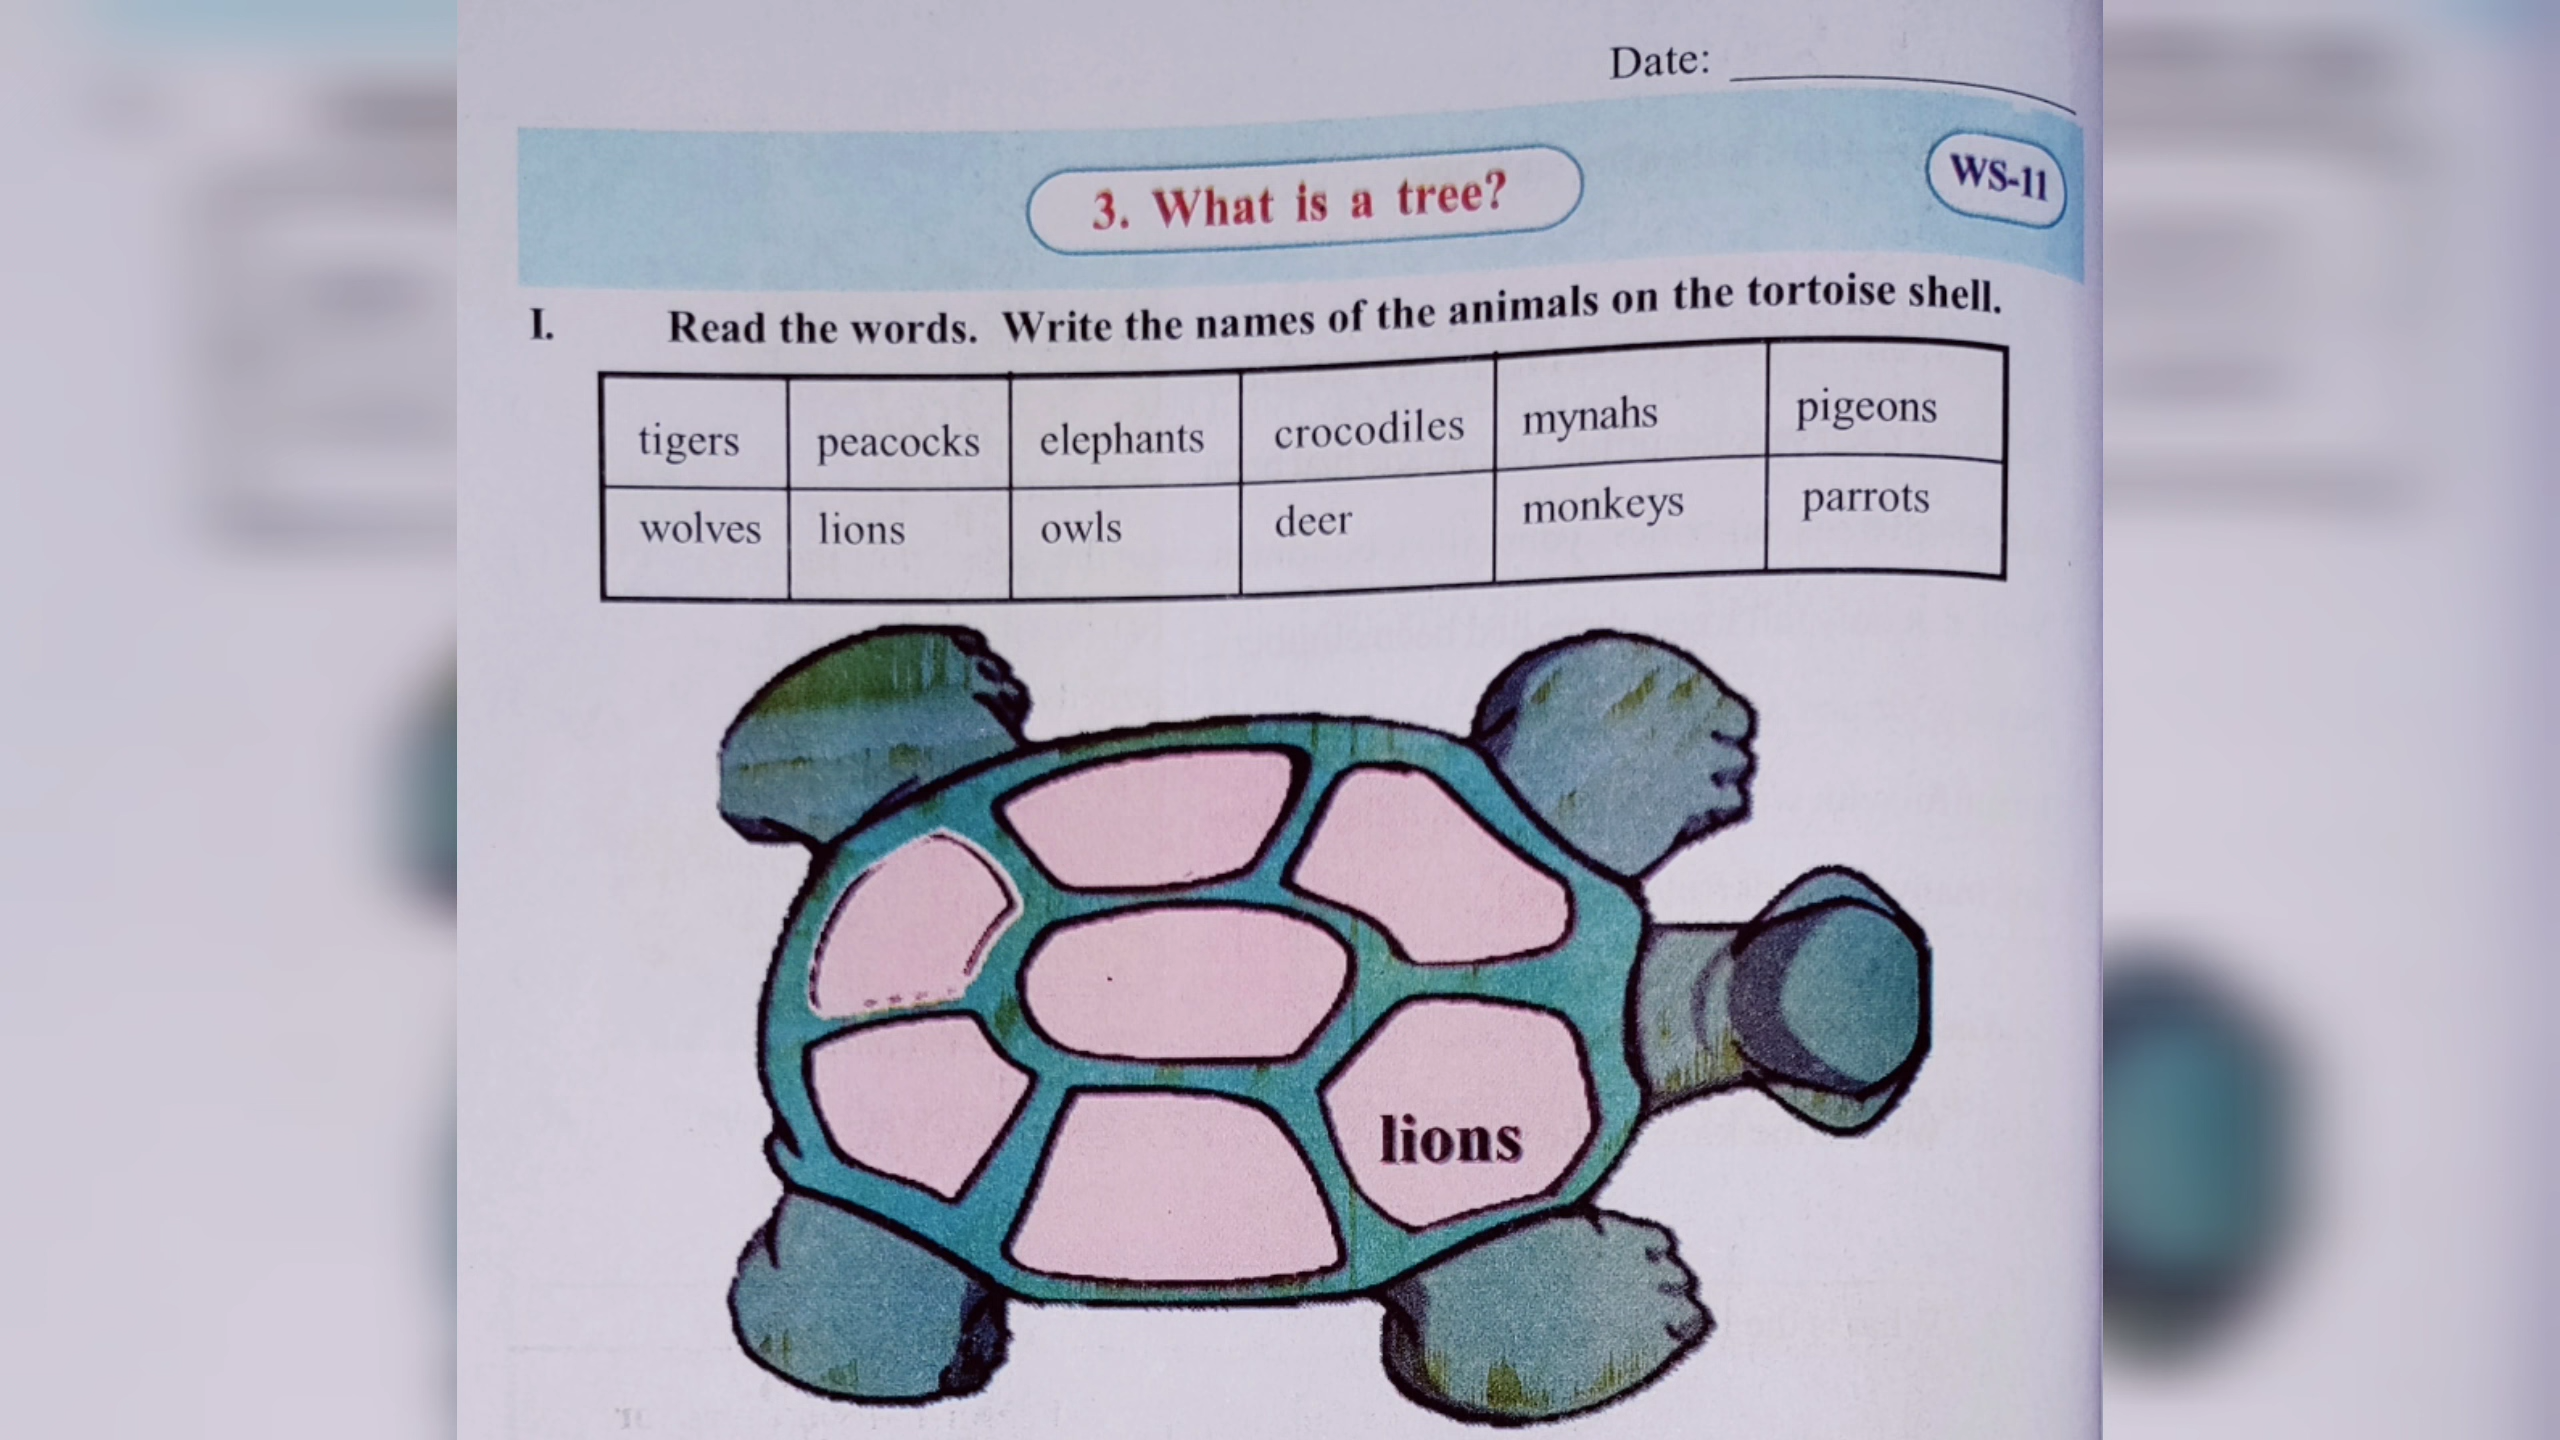 Date:
3. What is a tree?
WS-11
I. Read the words. Write the names of the animals on the tortoise shell.
tigers peacocks elephants crocodiles mynahs pigeons
wolves lions owls deer monkeys parrots
lions